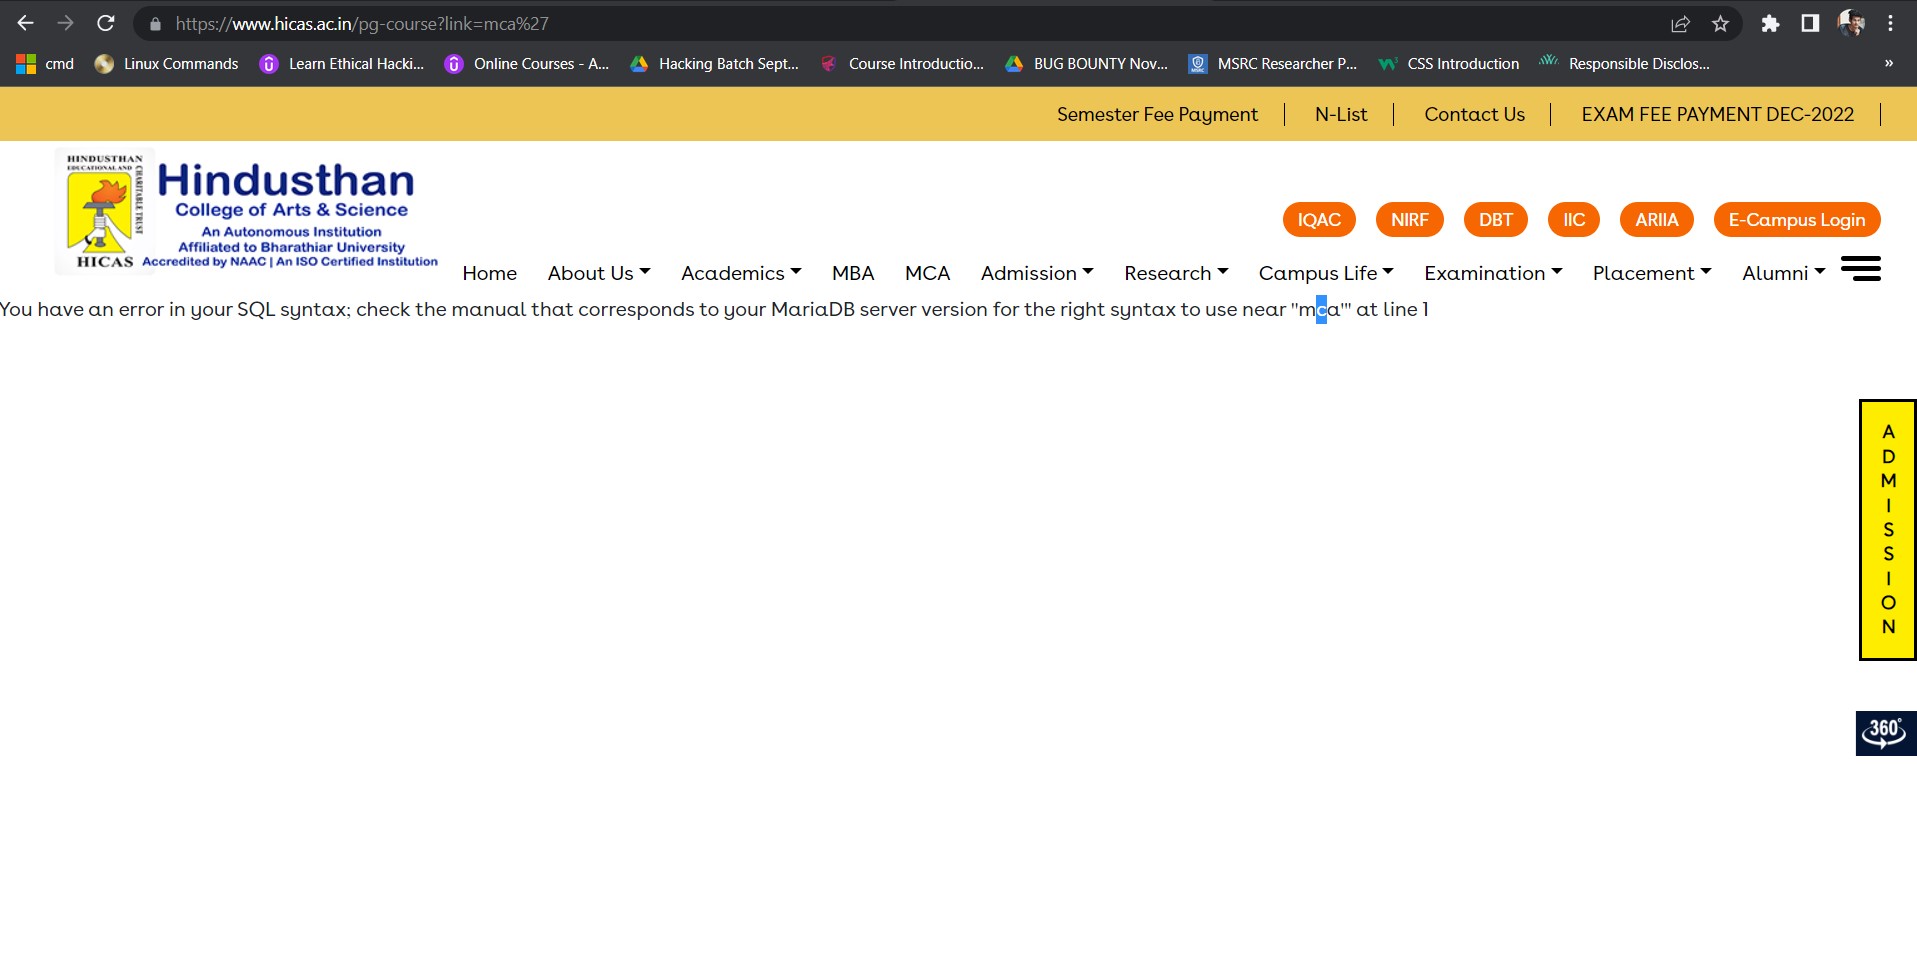 https://www.hicas.ac.in/pg-course?link=mca%27
cmd Linux Commands Learn Ethical Hacki... Online Courses - A... Hacking Batch Sept... Course Introductio... BUG BOUNTY Nov... MSRC Researcher P... CSS Introduction Responsible Disclos... »
Semester Fee Payment N-List Contact Us EXAM FEE PAYMENT DEC-2022
HINDUSTHAN
EDUCATIONAL AND
CHARITABLE TRUST
HICAS
Hindusthan
College of Arts & Science
An Autonomous Institution
Affiliated to Bharathiar University
Accredited by NAAC | An ISO Certified Institution
IQAC NIRF DBT IIC ARIIA E-Campus Login
Home About Us Academics MBA MCA Admission Research Campus Life Examination Placement Alumni
You have an error in your SQL syntax; check the manual that corresponds to your MariaDB server version for the right syntax to use near ''mca''' at line 1
ADMISSION
360°